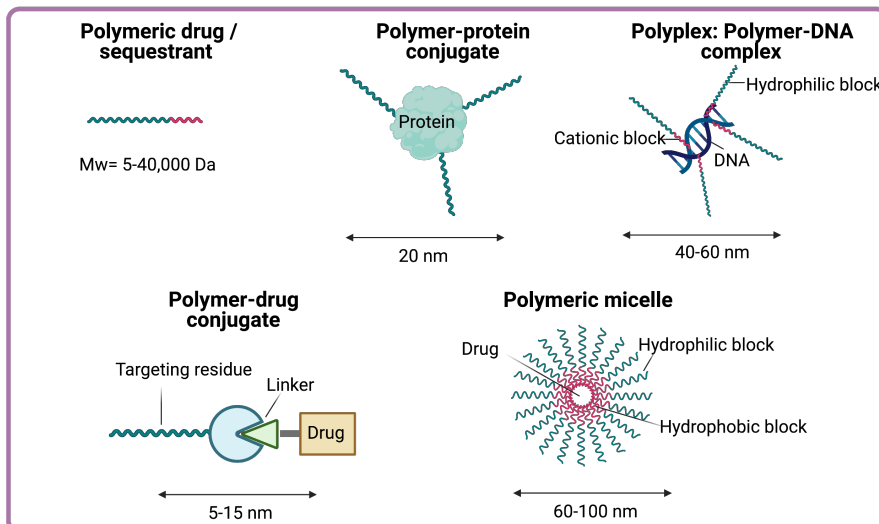 Polymeric drug /
sequestrant
Mw= 5-40,000 Da
Polymer-protein
conjugate
Protein
20 nm
Polyplex: Polymer-DNA
complex
Hydrophilic block
Cationic block
DNA
40-60 nm
Polymer-drug
conjugate
Targeting residue
Linker
Drug
5-15 nm
Polymeric micelle
Drug
Hydrophilic block
Hydrophobic block
60-100 nm